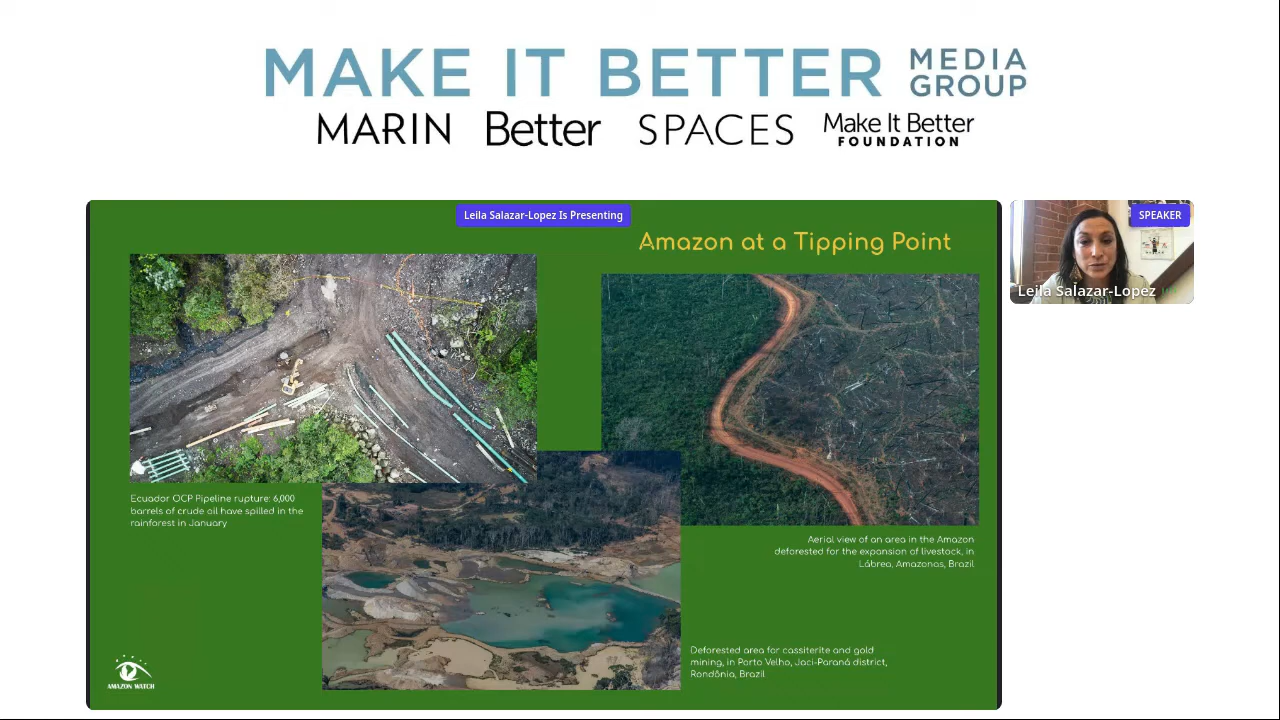 MAKE IT BETTER MEDIA GROUP
MARIN Better SPACES Make It Better FOUNDATION
Leila Salazar-Lopez Is Presenting
SPEAKER
Amazon at a Tipping Point
Leila Salazar-Lopez
Ecuador OCP Pipeline rupture: 6,000
barrels of crude oil have spilled in the
rainforest in January
Aerial view of an area in the Amazon
deforested for the expansion of livestock, in
Lábrea, Amazonas, Brazil
Deforested area for cassiterite and gold
mining, in Porto Velho, Jaci-Paraná district,
Rondônia, Brazil
AMAZON WATCH